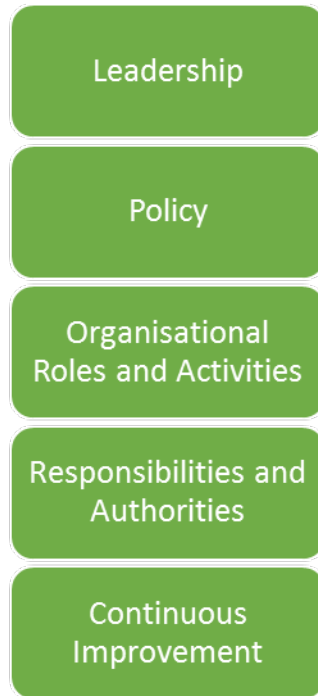 Leadership
Policy
Organisational
Roles and Activities
Responsibilities and
Authorities
Continuous
Improvement